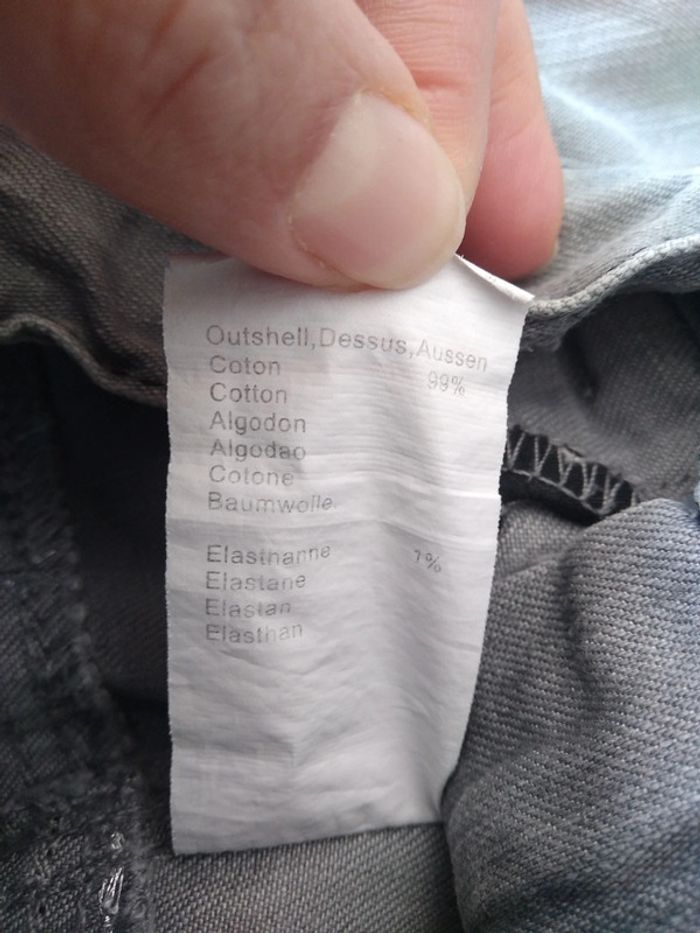 Outshell,Dessus,Aussen
Coton 99%
Cotton
Algodon
Algodao
Cotone
Baumwolle
Elasthanne 1%
Elastane
Elastan
Elasthan